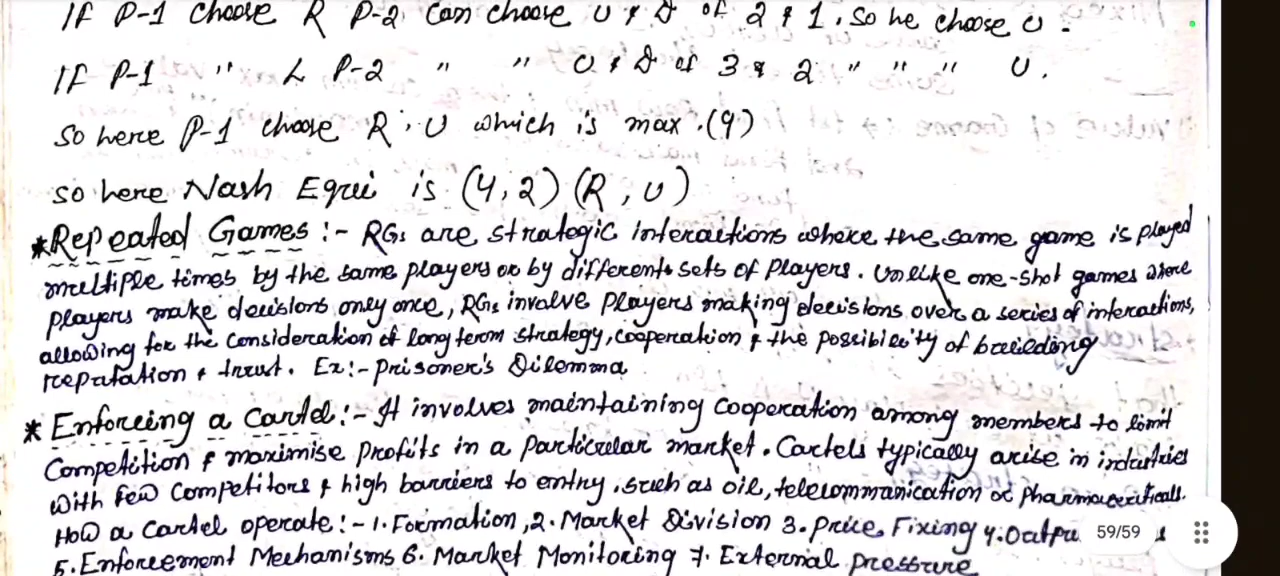 IF P-1 choose R P-2 can choose U & D of 2 & 1. So he choose U.
IF P-1 " L P-2 " " U & D of 3 & 2 " " " U.
so here P-1 choose R, U which is max. (4)
so here Nash Equi is (4,2) (R, U)
*Repeated Games:- RGs are strategic interactions where the same game is played
multiple times by the same players or by different sets of Players. Unlike one-shot games where
players make decisions only once, RGs involve Players making decisions over a series of interactions,
allowing for the consideration of long term strategy, cooperation & the possibility of building
reputation & trust. Ex:- Prisoner's Dilemma
* Enforcing a Cartel:- It involves maintaining cooperation among members to limit
Competition & maximise profits in a particular market. Cartels typically arise in industries
with few competitors & high barriers to entry, such as oil, telecommunication or Pharmaceuticals.
How a Cartel operate:- 1. Formation, 2. Market Division 3. Price Fixing 4. Outpu
59/59
5. Enforcement Mechanisms 6. Market Monitoring 7. External pressure